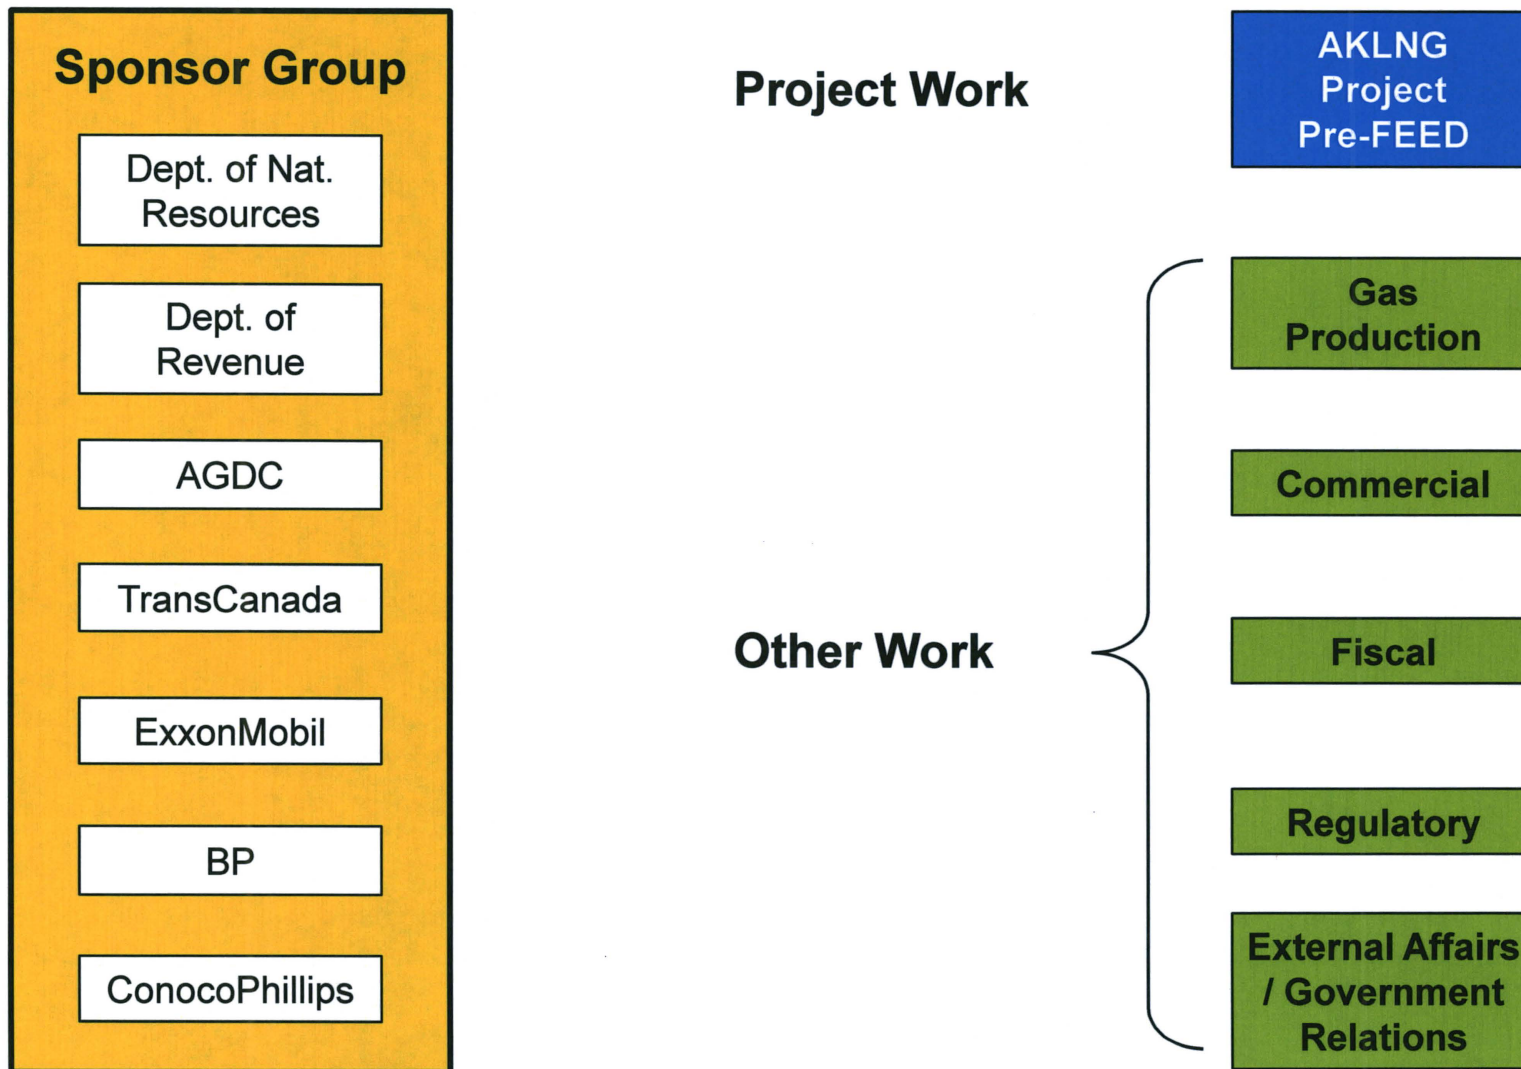 Sponsor Group
Dept. of Nat.
Resources
Dept. of
Revenue
AGDC
TransCanada
ExxonMobil
BP
ConocoPhillips
Project Work
Other Work
AKLNG
Project
Pre-FEED
Gas
Production
Commercial
Fiscal
Regulatory
External Affairs
/ Government
Relations